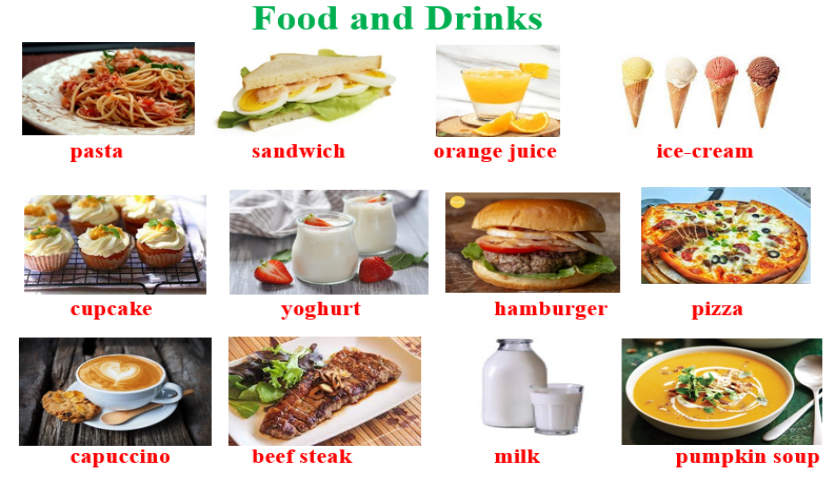 Food and Drinks
pasta sandwich orange juice ice-cream
cupcake yoghurt hamburger pizza
capuccino beef steak milk pumpkin soup